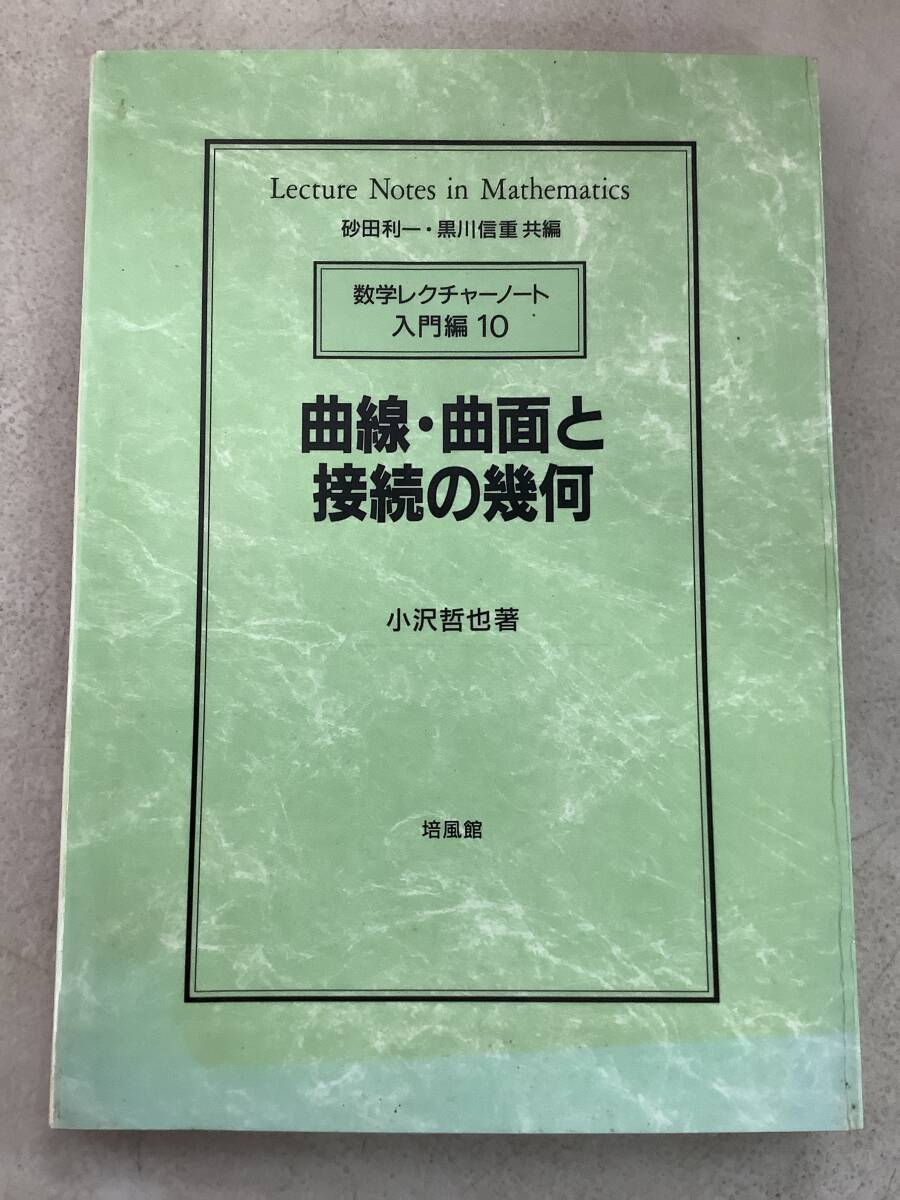 Lecture Notes in Mathematics
砂田利一・黒川信重 共編
数学レクチャーノート
入門編 10
曲線・曲面と
接続の幾何
小沢哲也著
培風館